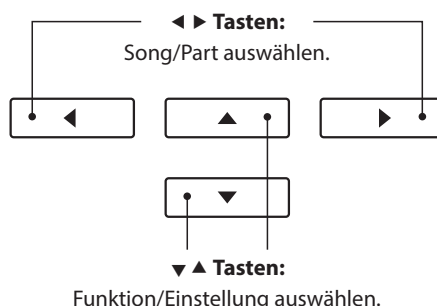 ◀ ▶ Tasten:
Song/Part auswählen.
▼ ▲ Tasten:
Funktion/Einstellung auswählen.